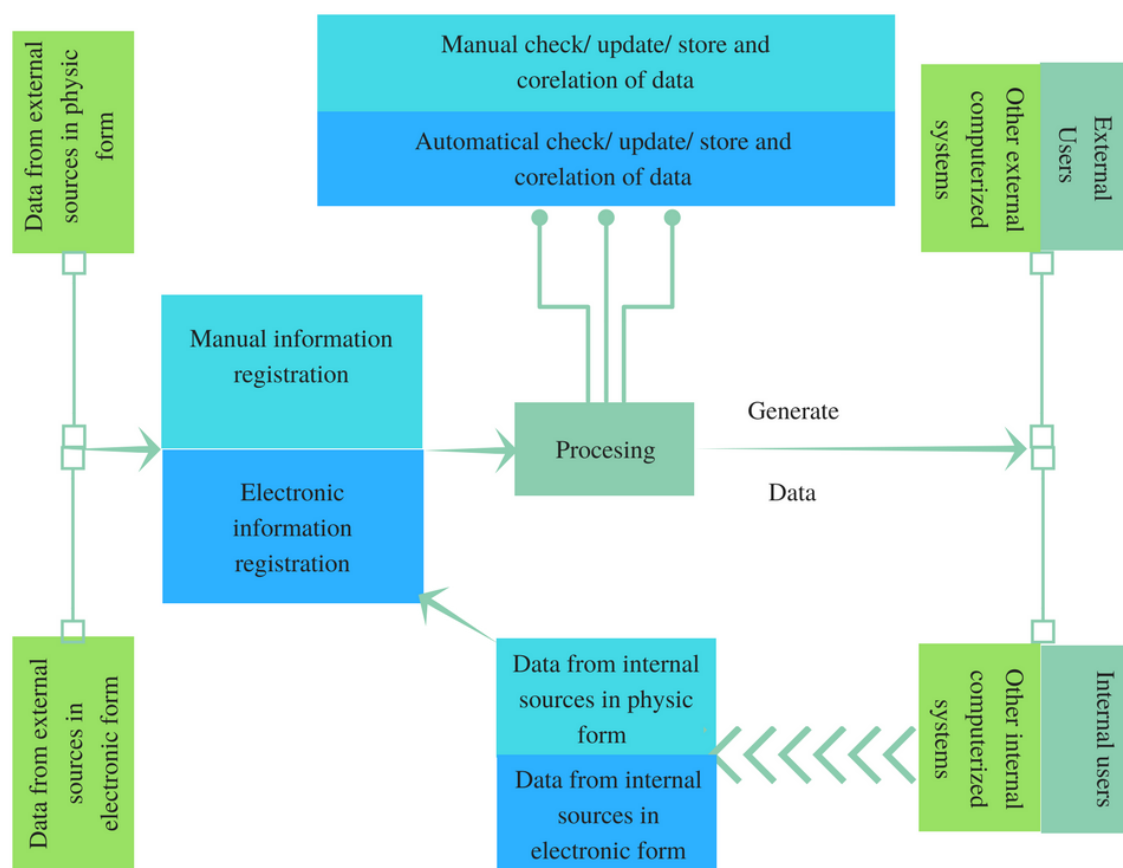 Data from external
sources in physic
form
Manual check/ update/ store and
corelation of data
Automatical check/ update/ store and
corelation of data
Other external
computerized
systems
External
Users
Manual information
registration
Electronic
information
registration
Procesing
Generate
Data
Data from external
sources in
electronic form
Data from internal
sources in physic
form
Data from internal
sources in
electronic form
Other internal
computerized
systems
Internal users